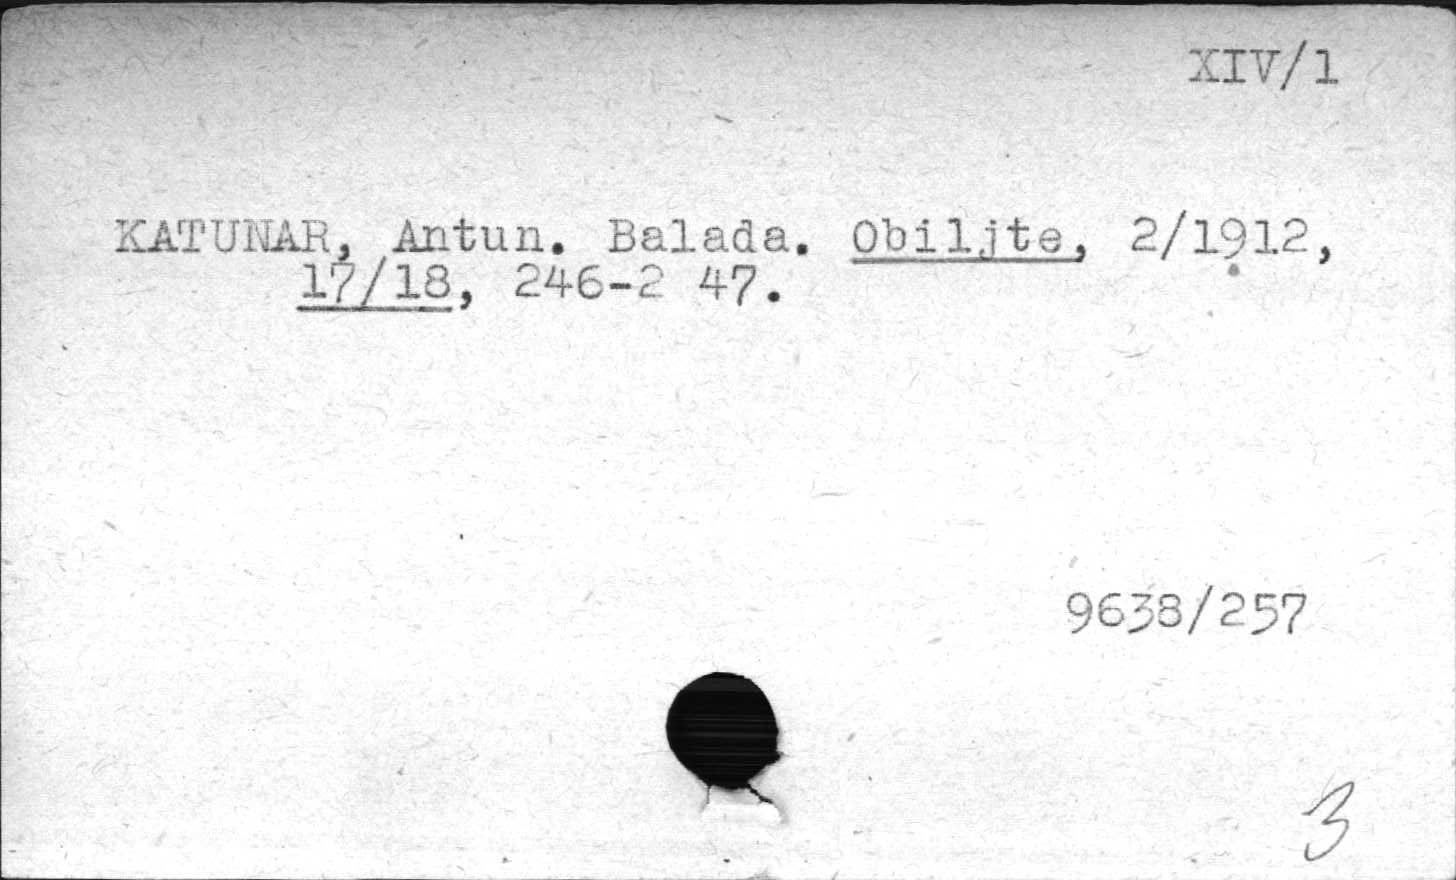 XIV/1
KATUNAR, Antun. Balada. Obiljte, 2/1912,
17/18, 246-2 47.
9638/257
3